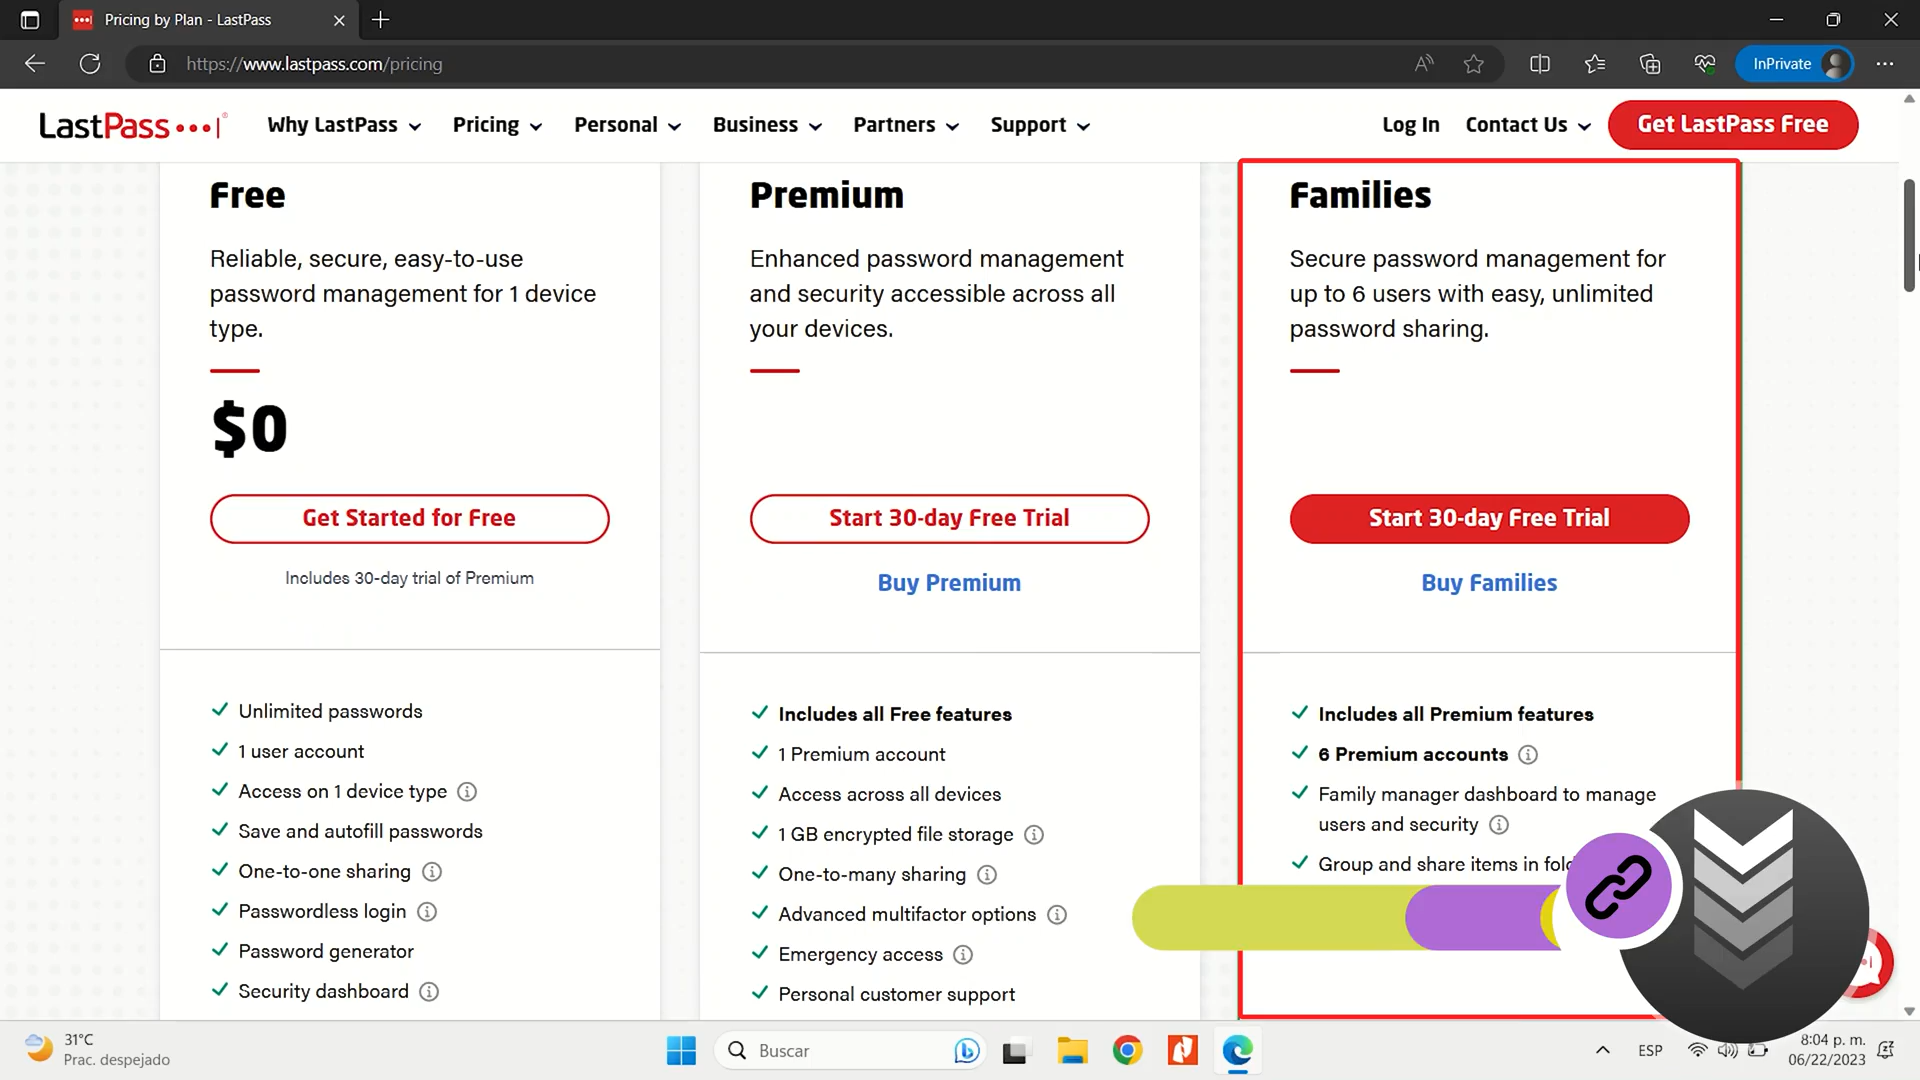 Pricing by Plan - LastPass
https://www.lastpass.com/pricing
InPrivate
LastPass
Why LastPass
Pricing
Personal
Business
Partners
Support
Log In
Contact Us
Get LastPass Free
Free
Reliable, secure, easy-to-use
password management for 1 device
type.
$0
Get Started for Free
Includes 30-day trial of Premium
Unlimited passwords
1 user account
Access on 1 device type
Save and autofill passwords
One-to-one sharing
Passwordless login
Password generator
Security dashboard
Premium
Enhanced password management
and security accessible across all
your devices.
Start 30-day Free Trial
Buy Premium
Includes all Free features
1 Premium account
Access across all devices
1 GB encrypted file storage
One-to-many sharing
Advanced multifactor options
Emergency access
Personal customer support
Families
Secure password management for
up to 6 users with easy, unlimited
password sharing.
Start 30-day Free Trial
Buy Families
Includes all Premium features
6 Premium accounts
Family manager dashboard to manage
users and security
Group and share items in
31°C
Prac. despejado
Buscar
ESP
8:04 p. m.
06/22/2023